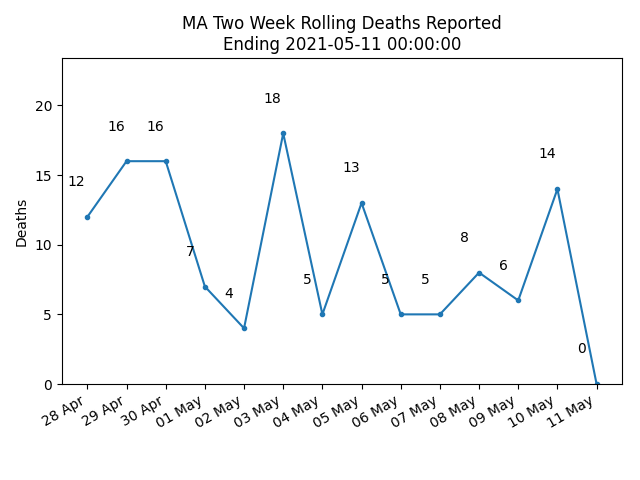 MA Two Week Rolling Deaths Reported
Ending 2021-05-11 00:00:00
Deaths
20
15
10
5
0
12
16
16
7
4
18
5
13
5
5
8
6
14
0
28 Apr
29 Apr
30 Apr
01 May
02 May
03 May
04 May
05 May
06 May
07 May
08 May
09 May
10 May
11 May